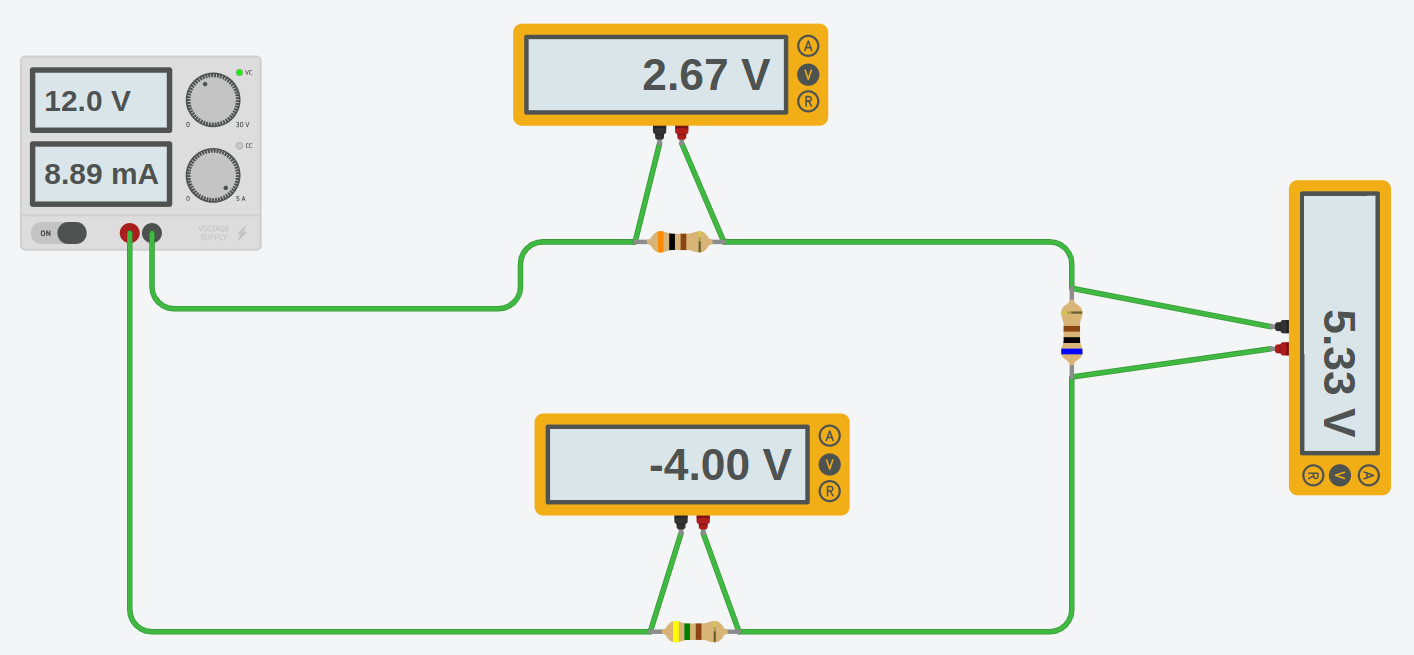 12.0 V
VC
0
30 V
8.89 mA
CC
0
5 A
ON
VOLTAGE
SUPPLY
2.67 V
A
V
R
5.33 V
A
V
R
-4.00 V
A
V
R